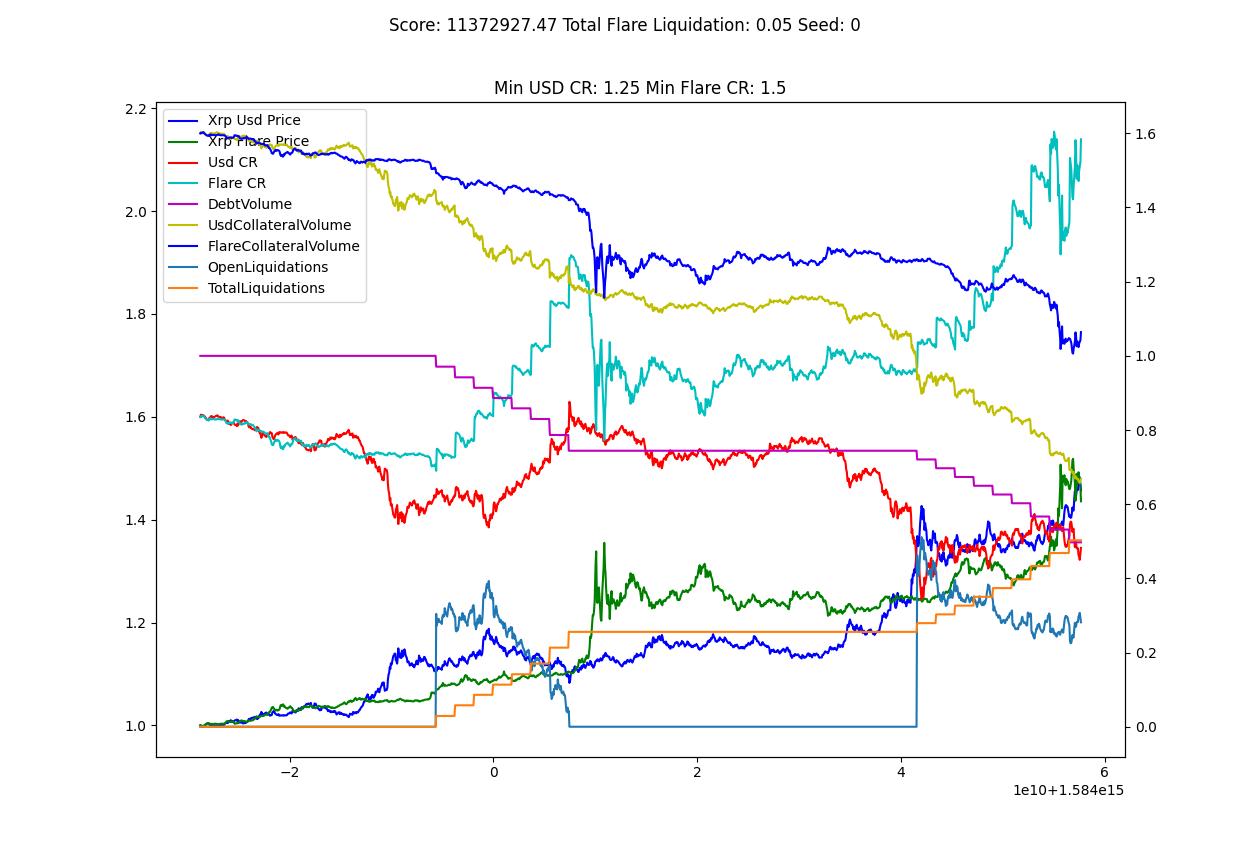 Score: 11372927.47 Total Flare Liquidation: 0.05 Seed: 0
Min USD CR: 1.25 Min Flare CR: 1.5
Xrp Usd Price
Xrp Flare Price
Usd CR
Flare CR
DebtVolume
UsdCollateralVolume
FlareCollateralVolume
OpenLiquidations
TotalLiquidations
2.2
2.0
1.8
1.6
1.4
1.2
1.0
1.6
1.4
1.2
1.0
0.8
0.6
0.4
0.2
0.0
−2 0 2 4 6
1e10+1.584e15